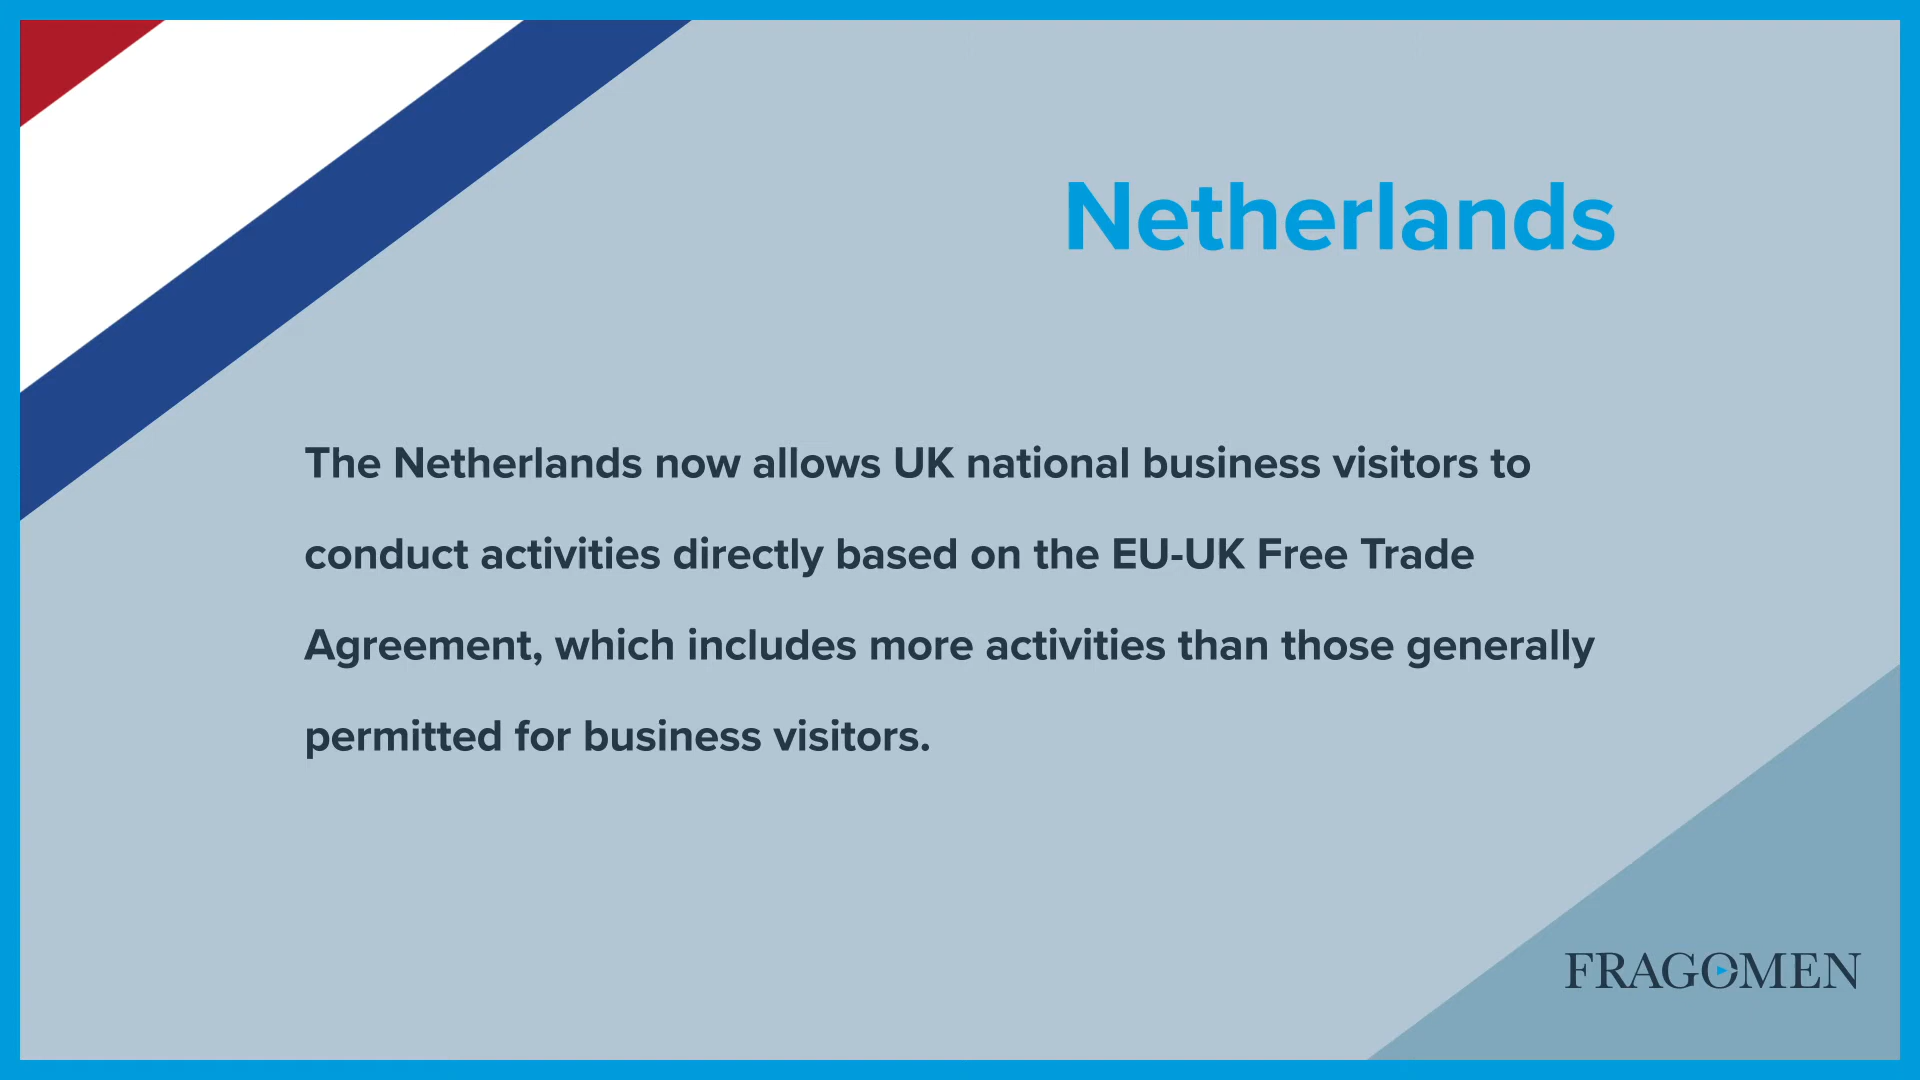 Netherlands
The Netherlands now allows UK national business visitors to
conduct activities directly based on the EU-UK Free Trade
Agreement, which includes more activities than those generally
permitted for business visitors.
FRAGOMEN